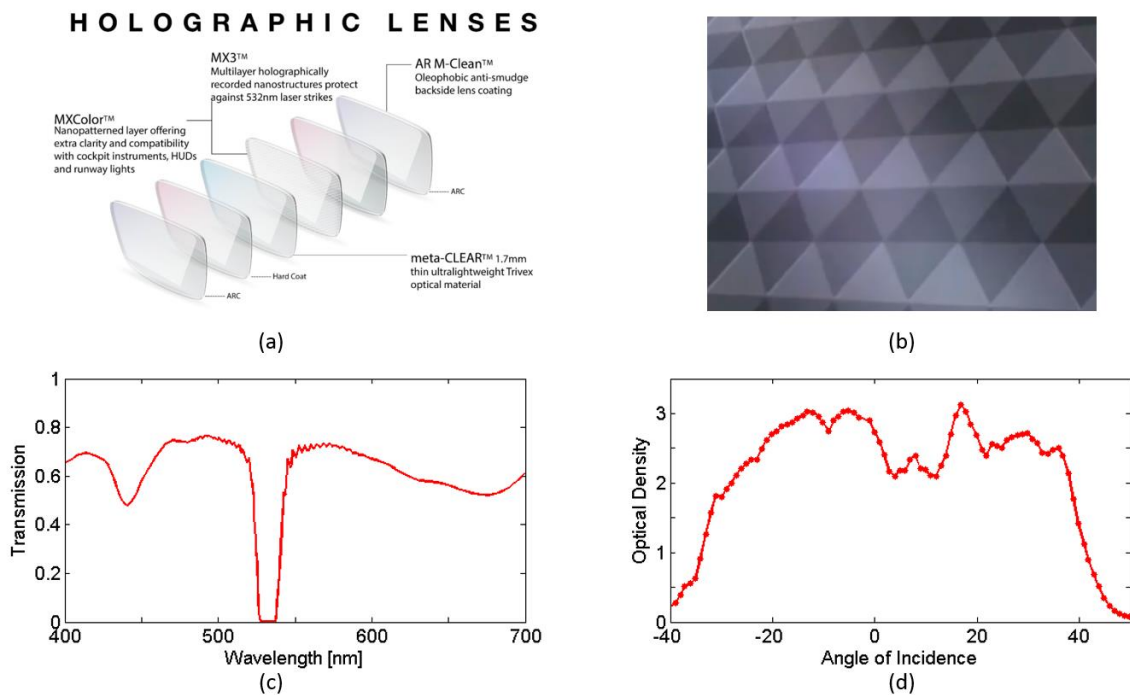 HOLOGRAPHIC LENSES
MX3™
Multilayer holographically
recorded nanostructures protect
against 532nm laser strikes
AR M-Clean™
Oleophobic anti-smudge
backside lens coating
MXColor™
Nanopatterned layer offering
extra clarity and compatibility
with cockpit instruments, HUDs
and runway lights
ARC
meta-CLEAR™ 1.7mm
thin ultralightweight Trivex
optical material
Hard Coat
ARC
(a)
(b)
1
0.8
0.6
0.4
0.2
0
Transmission
400
500
600
700
Wavelength [nm]
(c)
3
2
1
0
Optical Density
-40
-20
0
20
40
Angle of Incidence
(d)